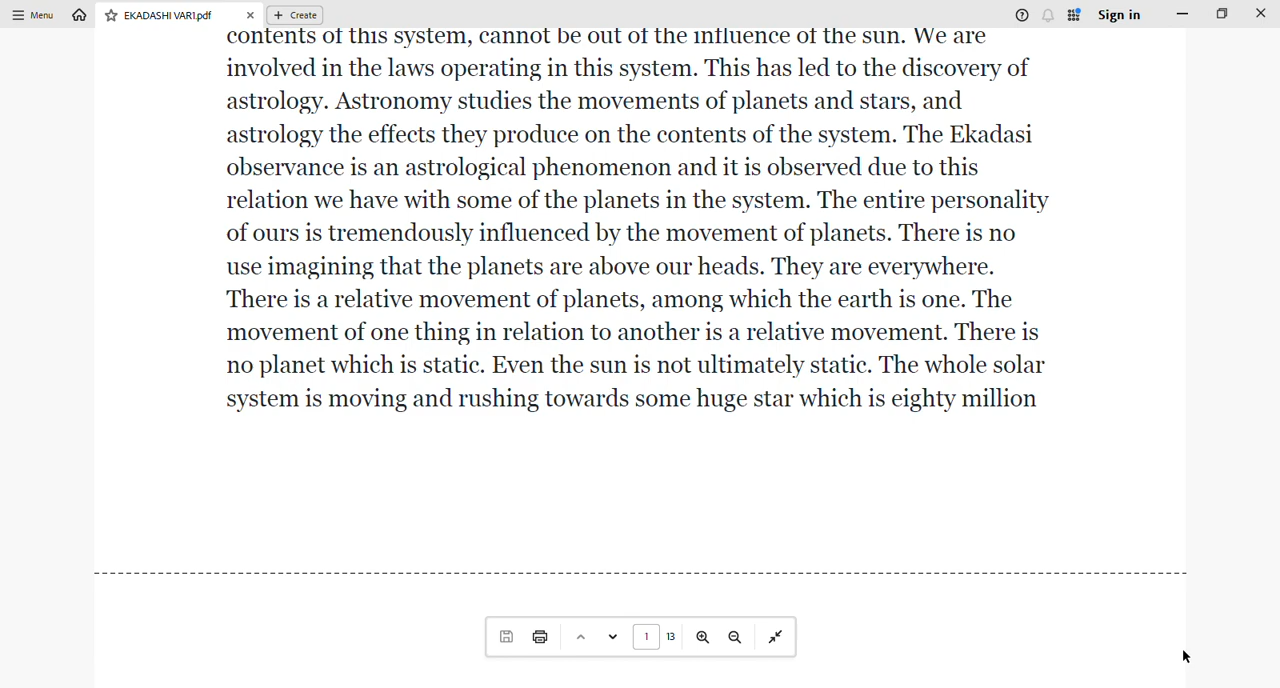 Menu
EKADASHI VAR1.pdf
Create
Sign in
contents of this system, cannot be out of the influence of the sun. We are
involved in the laws operating in this system. This has led to the discovery of
astrology. Astronomy studies the movements of planets and stars, and
astrology the effects they produce on the contents of the system. The Ekadasi
observance is an astrological phenomenon and it is observed due to this
relation we have with some of the planets in the system. The entire personality
of ours is tremendously influenced by the movement of planets. There is no
use imagining that the planets are above our heads. They are everywhere.
There is a relative movement of planets, among which the earth is one. The
movement of one thing in relation to another is a relative movement. There is
no planet which is static. Even the sun is not ultimately static. The whole solar
system is moving and rushing towards some huge star which is eighty million
1 13